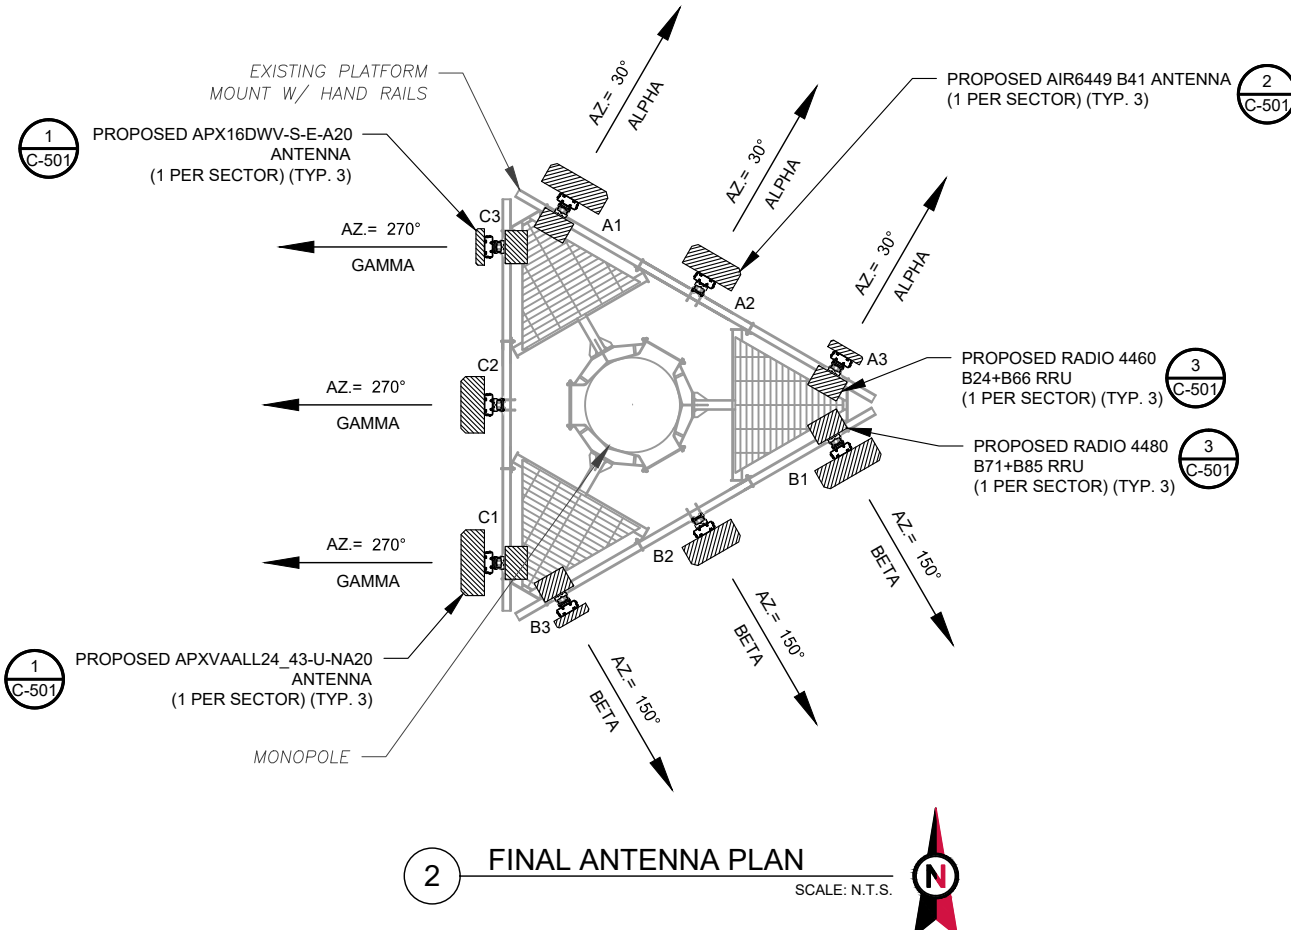 EXISTING PLATFORM
MOUNT W/ HAND RAILS
1
C-501
PROPOSED APX16DWV-S-E-A20
ANTENNA
(1 PER SECTOR) (TYP. 3)
AZ.= 30°
ALPHA
AZ.= 30°
ALPHA
AZ.= 30°
ALPHA
PROPOSED AIR6449 B41 ANTENNA
(1 PER SECTOR) (TYP. 3)
2
C-501
C3
A1
AZ.= 270°
GAMMA
A2
A3
PROPOSED RADIO 4460
B24+B66 RRU
(1 PER SECTOR) (TYP. 3)
3
C-501
C2
AZ.= 270°
GAMMA
PROPOSED RADIO 4480
B71+B85 RRU
(1 PER SECTOR) (TYP. 3)
3
C-501
B1
C1
AZ.= 270°
GAMMA
B2
B3
AZ.= 150°
BETA
AZ.= 150°
BETA
AZ.= 150°
BETA
1
C-501
PROPOSED APXVAALL24_43-U-NA20
ANTENNA
(1 PER SECTOR) (TYP. 3)
MONOPOLE
2
FINAL ANTENNA PLAN
SCALE: N.T.S.
N